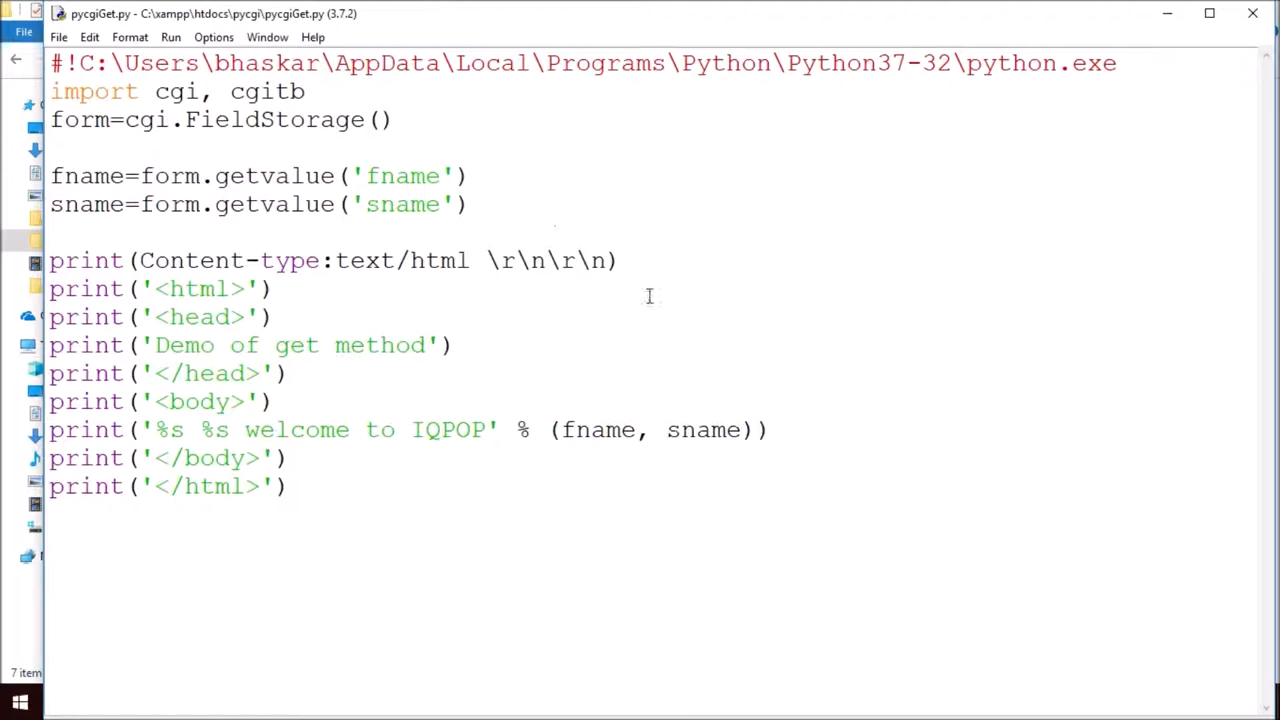 pycgiGet.py - C:\xampp\htdocs\pycgi\pycgiGet.py (3.7.2)
File
File Edit Format Run Options Window Help
#!C:\Users\bhaskar\AppData\Local\Programs\Python\Python37-32\python.exe
import cgi, cgitb
form=cgi.FieldStorage()
fname=form.getvalue('fname')
sname=form.getvalue('sname')
print(Content-type:text/html \r\n\r\n)
print('<html>')
print('<head>')
print('Demo of get method')
print('</head>')
print('<body>')
print('%s %s welcome to IQPOP' % (fname, sname))
print('</body>')
print('</html>')
7 item